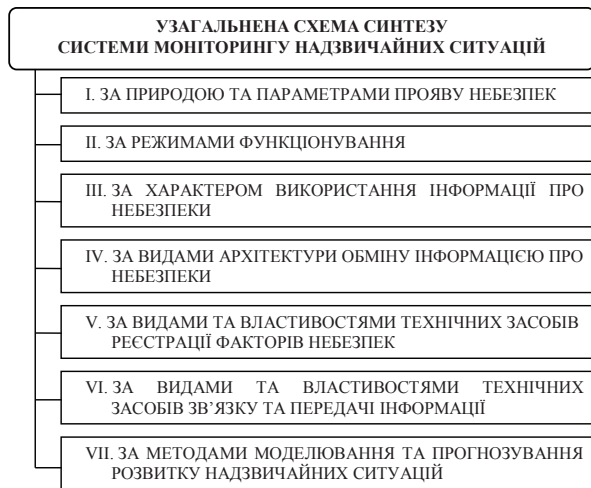 УЗАГАЛЬНЕНА СХЕМА СИНТЕЗУ
СИСТЕМИ МОНІТОРИНГУ НАДЗВИЧАЙНИХ СИТУАЦІЙ
I. ЗА ПРИРОДОЮ ТА ПАРАМЕТРАМИ ПРОЯВУ НЕБЕЗПЕК
II. ЗА РЕЖИМАМИ ФУНКЦІОНУВАННЯ
III. ЗА ХАРАКТЕРОМ ВИКОРИСТАННЯ ІНФОРМАЦІЇ ПРО
НЕБЕЗПЕКИ
IV. ЗА ВИДАМИ АРХІТЕКТУРИ ОБМІНУ ІНФОРМАЦІЄЮ ПРО
НЕБЕЗПЕКИ
V. ЗА ВИДАМИ ТА ВЛАСТИВОСТЯМИ ТЕХНІЧНИХ ЗАСОБІВ
РЕЄСТРАЦІЇ ФАКТОРІВ НЕБЕЗПЕК
VI. ЗА ВИДАМИ ТА ВЛАСТИВОСТЯМИ ТЕХНІЧНИХ
ЗАСОБІВ ЗВ’ЯЗКУ ТА ПЕРЕДАЧІ ІНФОРМАЦІЇ
VII. ЗА МЕТОДАМИ МОДЕЛЮВАННЯ ТА ПРОГНОЗУВАННЯ
РОЗВИТКУ НАДЗВИЧАЙНИХ СИТУАЦІЙ